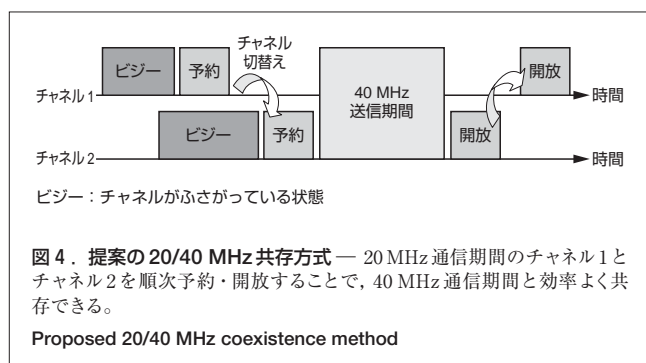 チャネル
切替え
ビジー 予約 開放
チャネル1 時間
40 MHz
送信期間
ビジー 予約 開放
チャネル2 時間
ビジー：チャネルがふさがっている状態
図4．提案の20/40 MHz共存方式 — 20 MHz通信期間のチャネル1と
チャネル2を順次予約・開放することで，40 MHz通信期間と効率よく共
存できる。
Proposed 20/40 MHz coexistence method